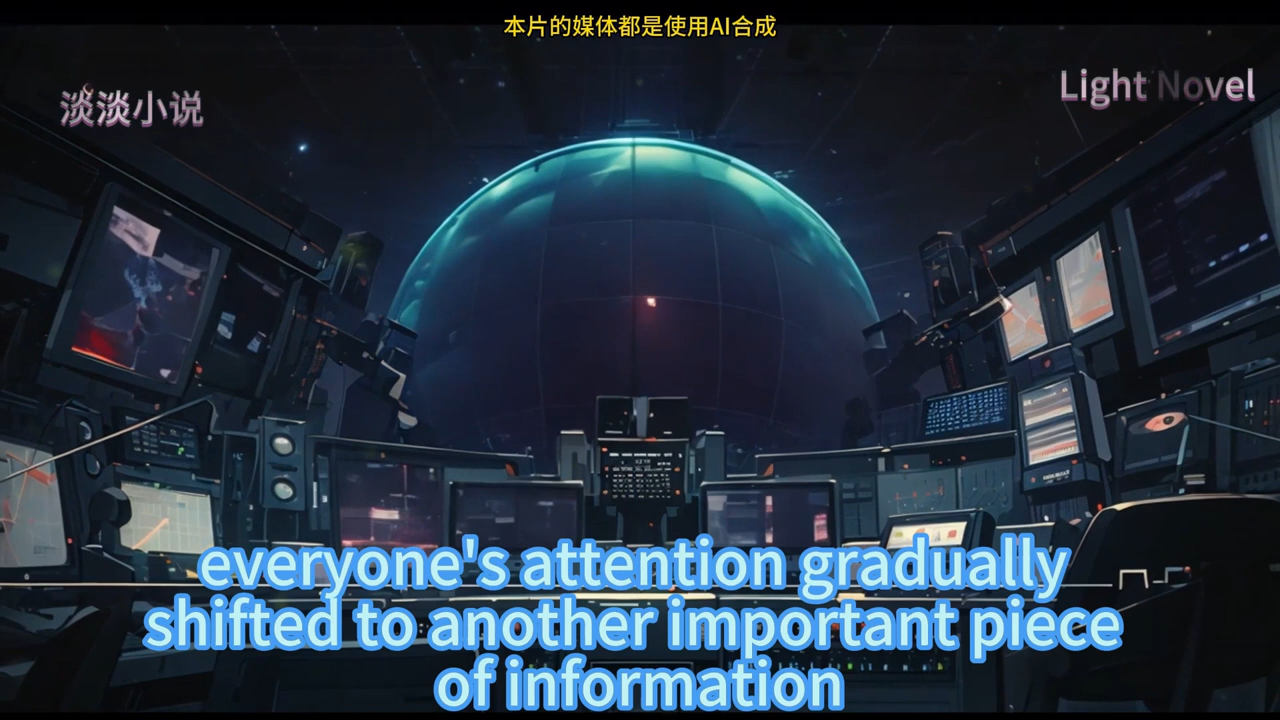 本片的媒体都是使用AI合成
淡淡小说
Light Novel
everyone's attention gradually
shifted to another important piece
of information